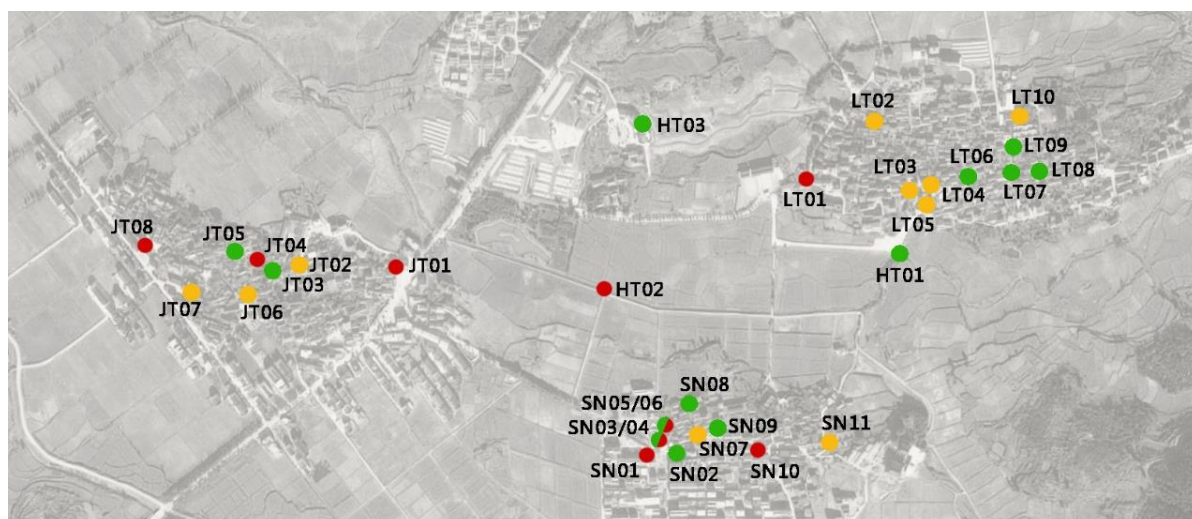 LT02
LT10
HT03
LT09
LT06
LT03
LT08
LT07
LT04
LT01
LT05
JT08
JT05
JT04
JT02
JT01
JT03
HT01
HT02
JT07
JT06
SN08
SN05/06
SN03/04
SN09
SN11
SN07
SN01
SN02
SN10